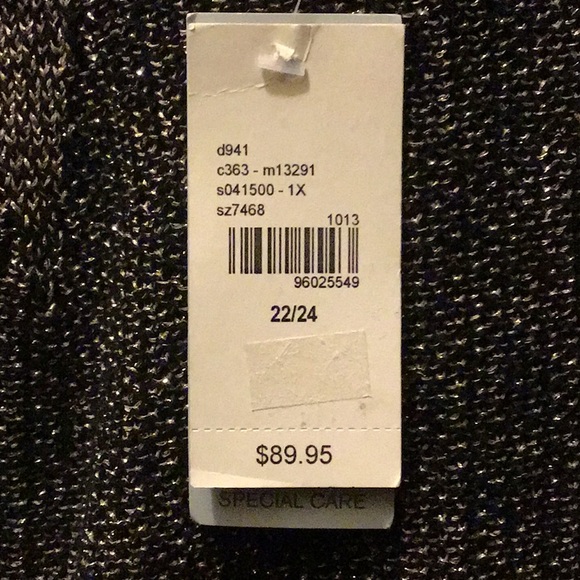 d941
c363 - m13291
s041500 - 1X
sz7468
1013
96025549
22/24
$89.95
SPECIAL CARE